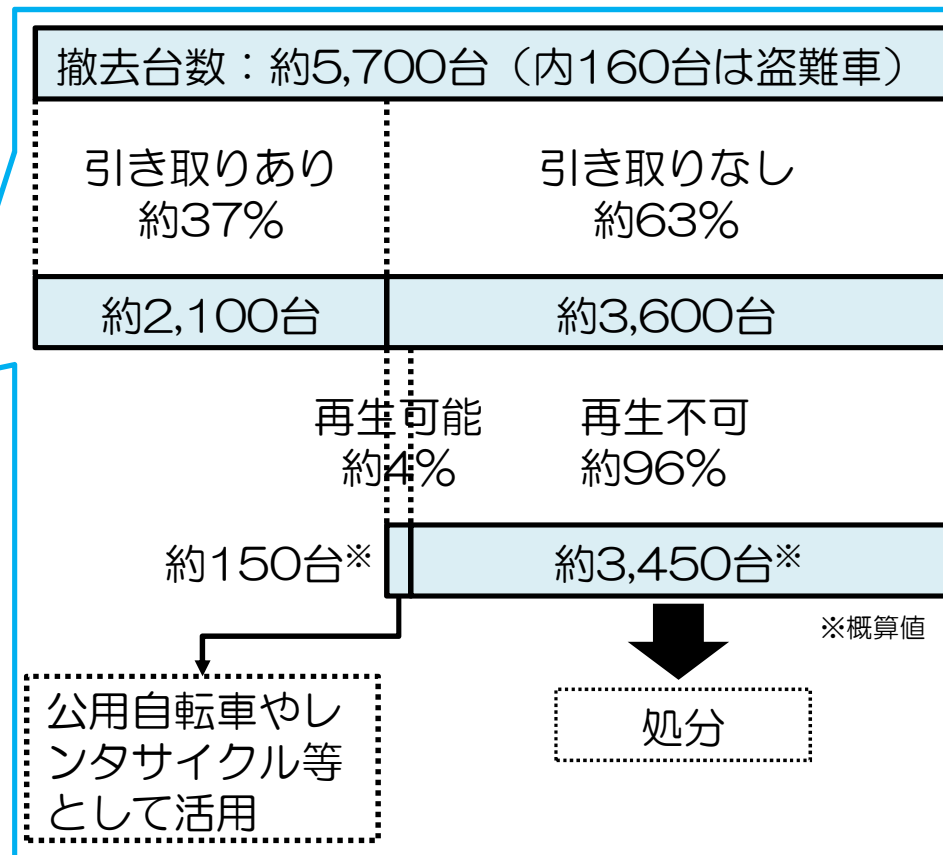 撤去台数：約5,700台（内160台は盗難車）
引き取りあり
約37%
引き取りなし
約63%
約2,100台
約3,600台
再生可能
約4%
再生不可
約96%
約150台※
約3,450台※
※概算値
公用自転車やレ
ンタサイクル等
として活用
処分